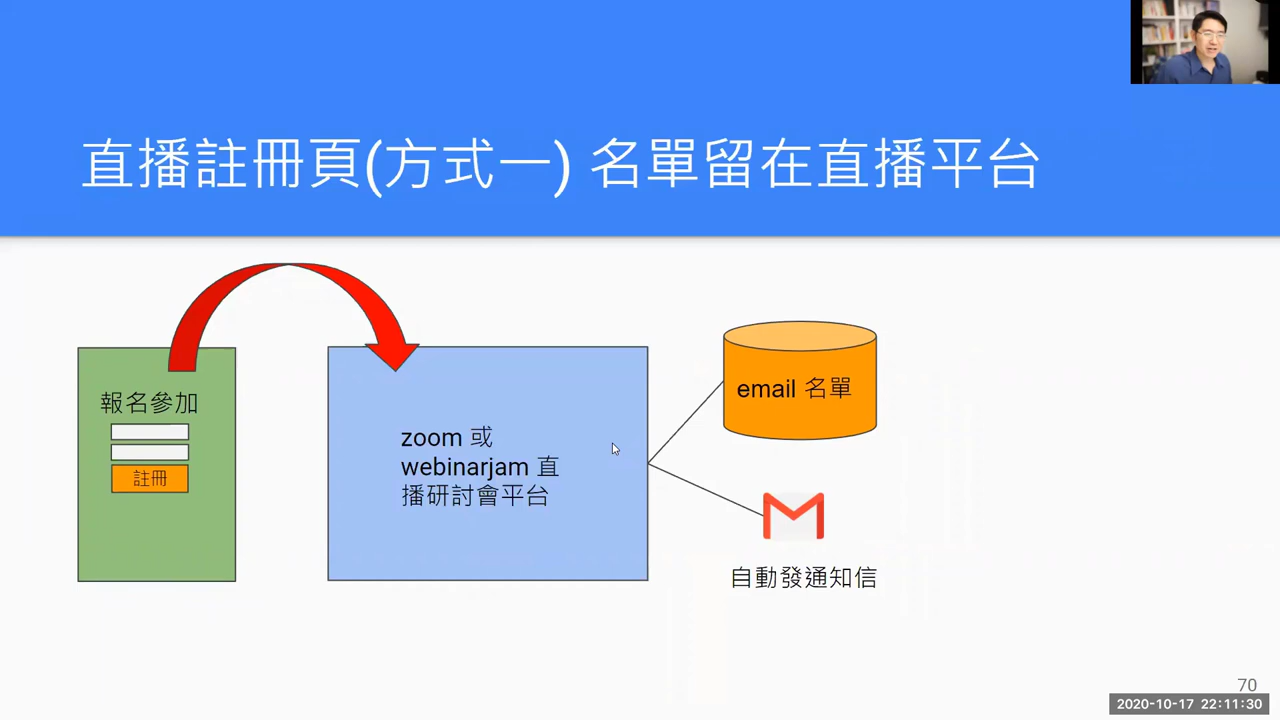 直播註冊頁(方式一) 名單留在直播平台
報名參加
註冊
zoom 或
webinarjam 直
播研討會平台
email 名單
自動發通知信
70
2020-10-17 22:11:30